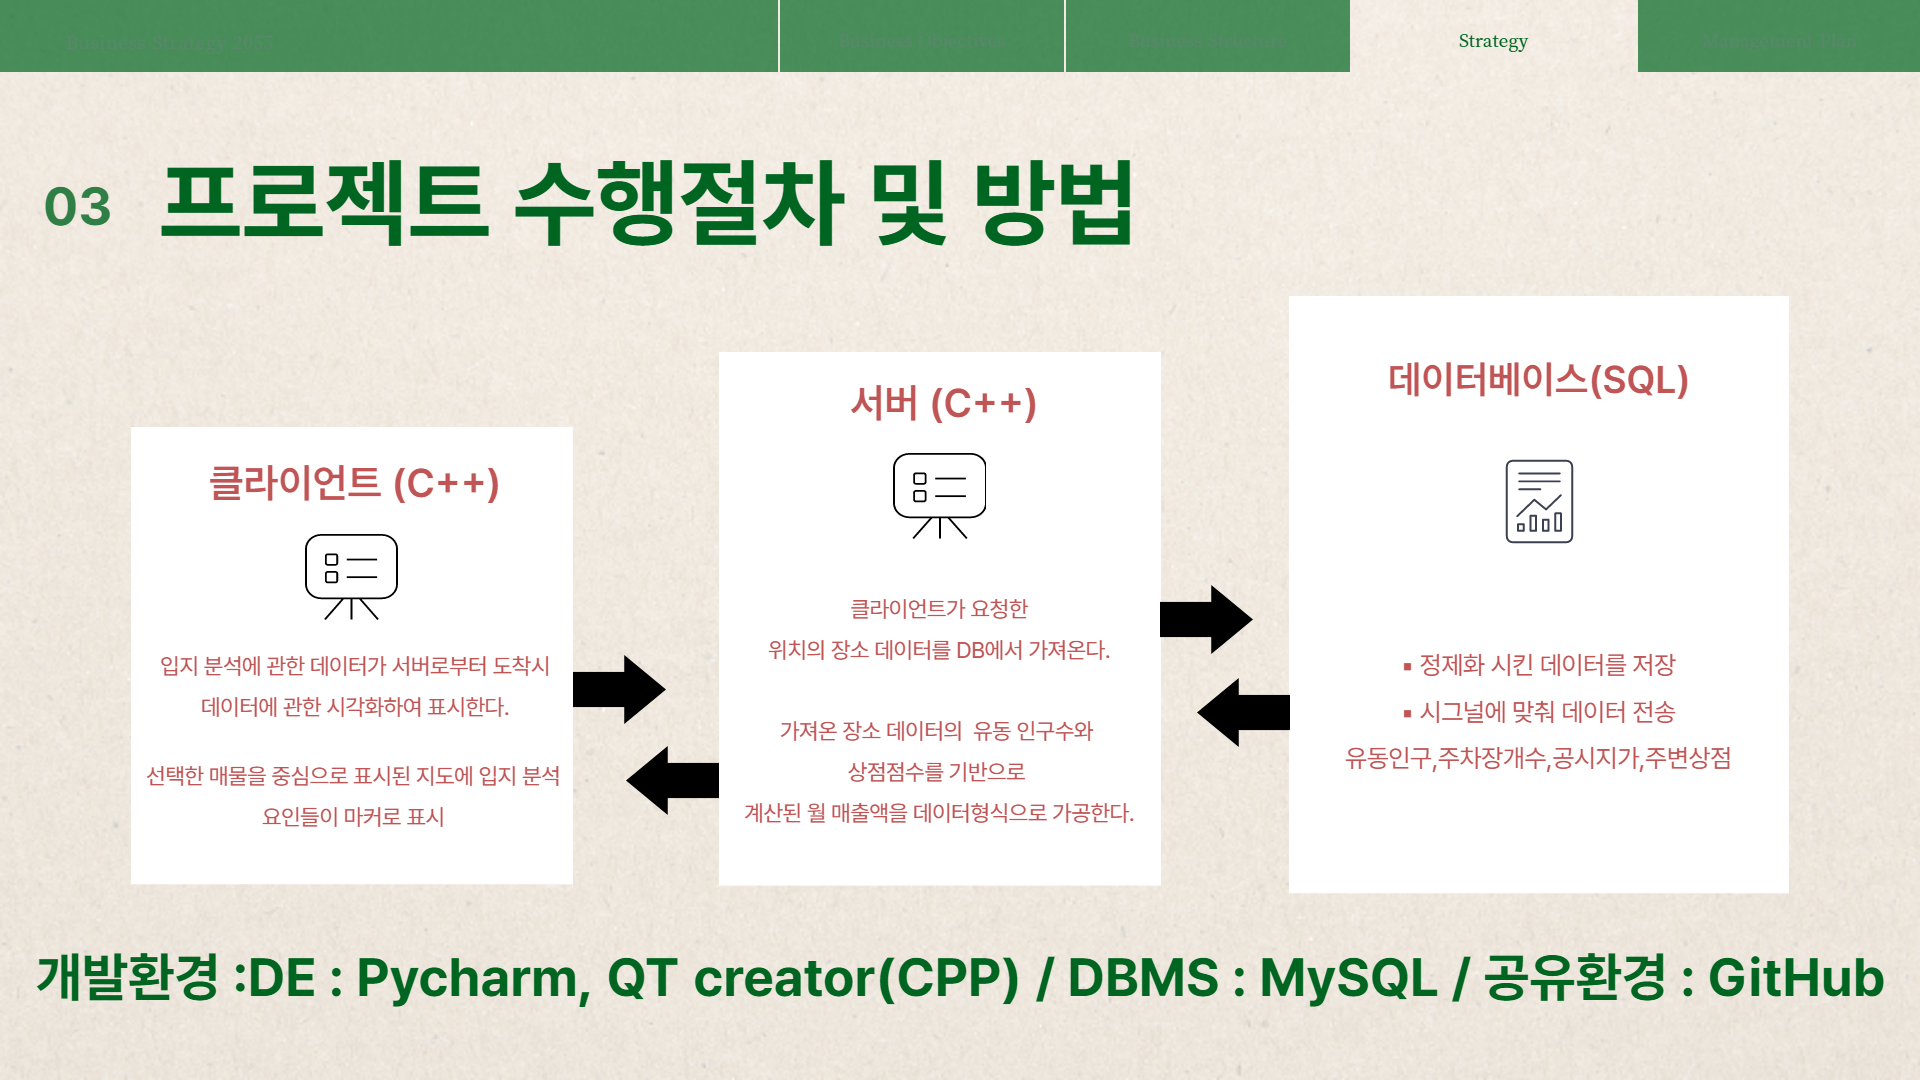 Business Strategy 2065
Strategy
Management Plan
03
프로젝트 수행절차 및 방법
클라이언트 (C++)
입지 분석에 관한 데이터가 서버로부터 도착시
데이터에 관한 시각화하여 표시한다.
선택한 매물을 중심으로 표시된 지도에 입지 분석
요인들이 마커로 표시
서버 (C++)
클라이언트가 요청한
위치의 장소 데이터를 DB에서 가져온다.
가져온 장소 데이터의 유동 인구수와
상점점수를 기반으로
계산된 월 매출액을 데이터형식으로 가공한다.
데이터베이스(SQL)
▪ 정제화 시킨 데이터를 저장
▪ 시그널에 맞춰 데이터 전송
유동인구,주차장개수,공시지가,주변상점
개발환경 :DE : Pycharm, QT creator(CPP) / DBMS : MySQL / 공유환경 : GitHub